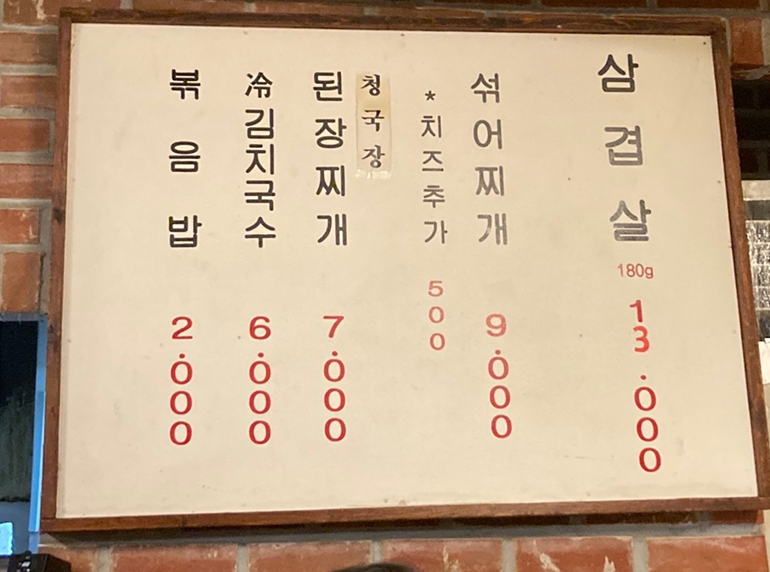 삼겹살 180g 13.000
섞어찌개 9.000
*치즈추가 500
청국장
된장찌개 7.000
冷김치국수 6.000
볶음밥 2.000